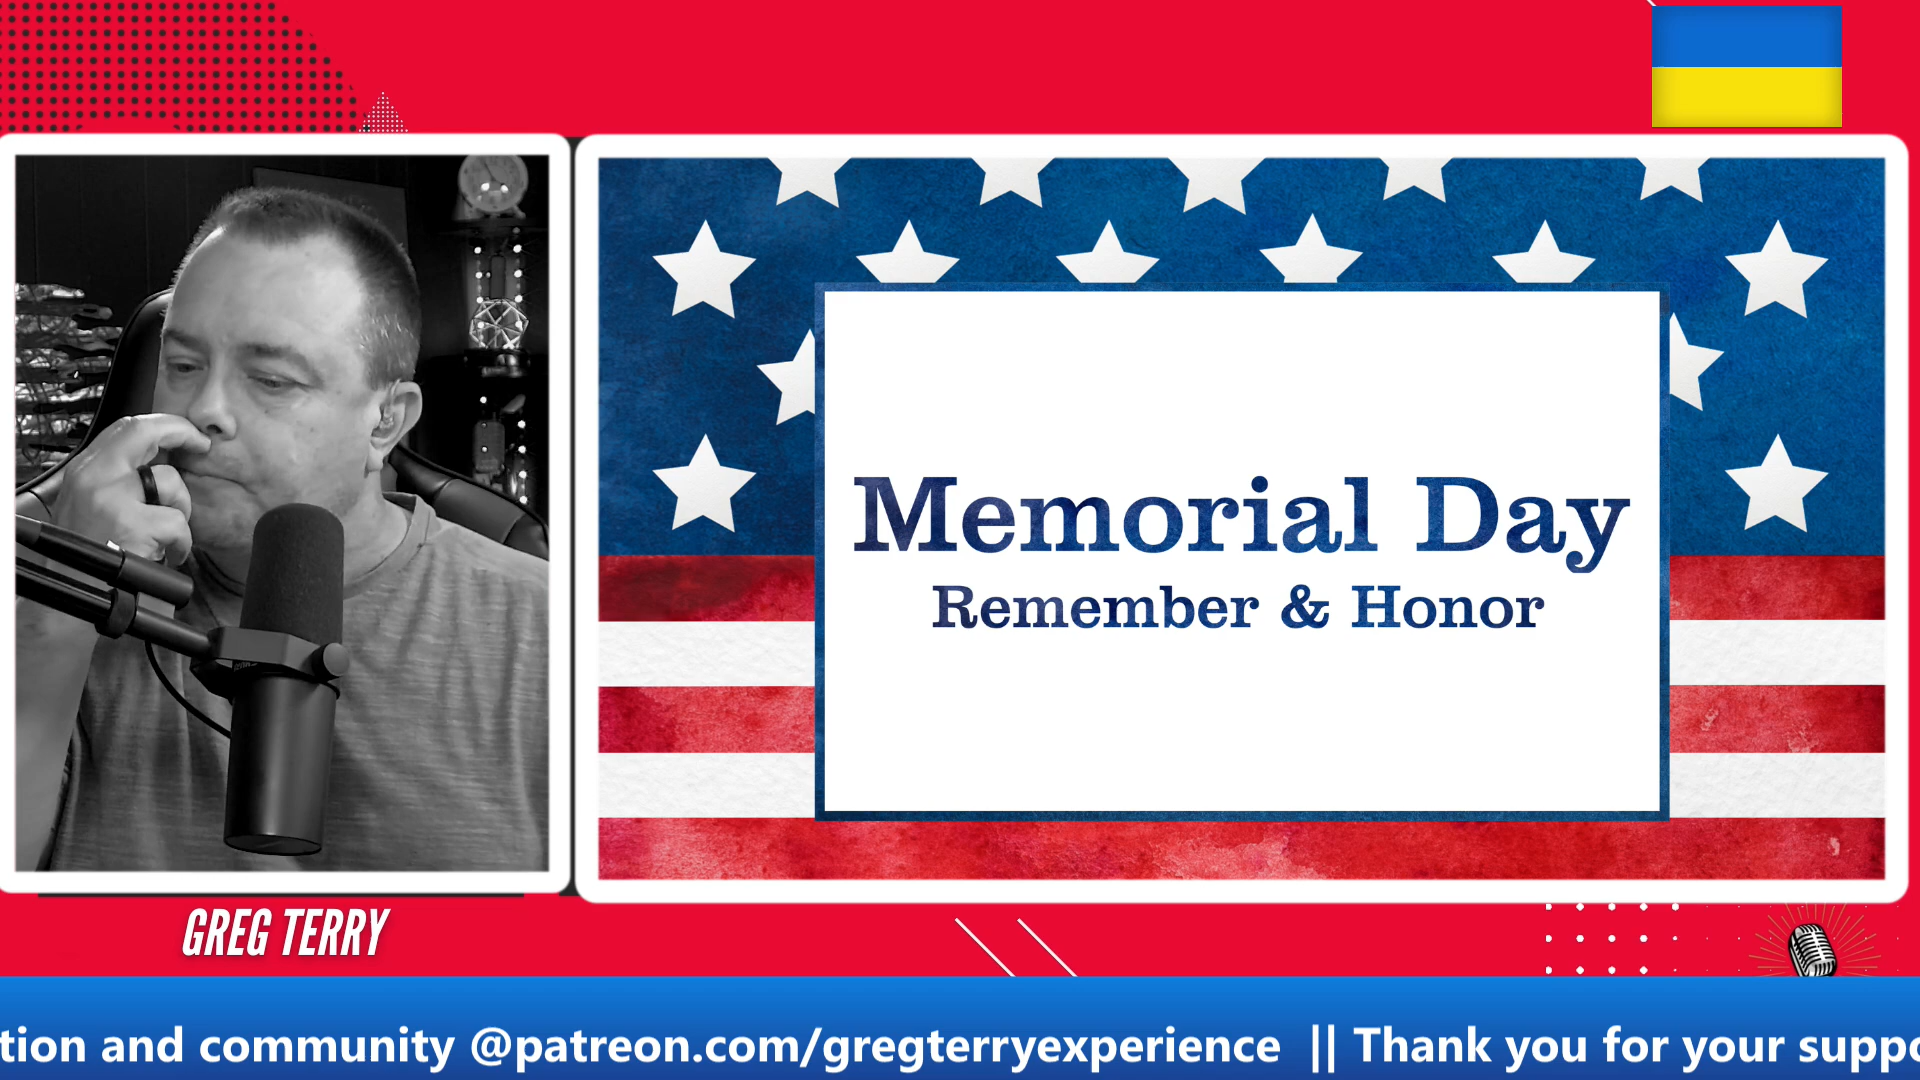 Memorial Day
Remember & Honor
GREG TERRY
tion and community @patreon.com/gregterryexperience || Thank you for your suppo